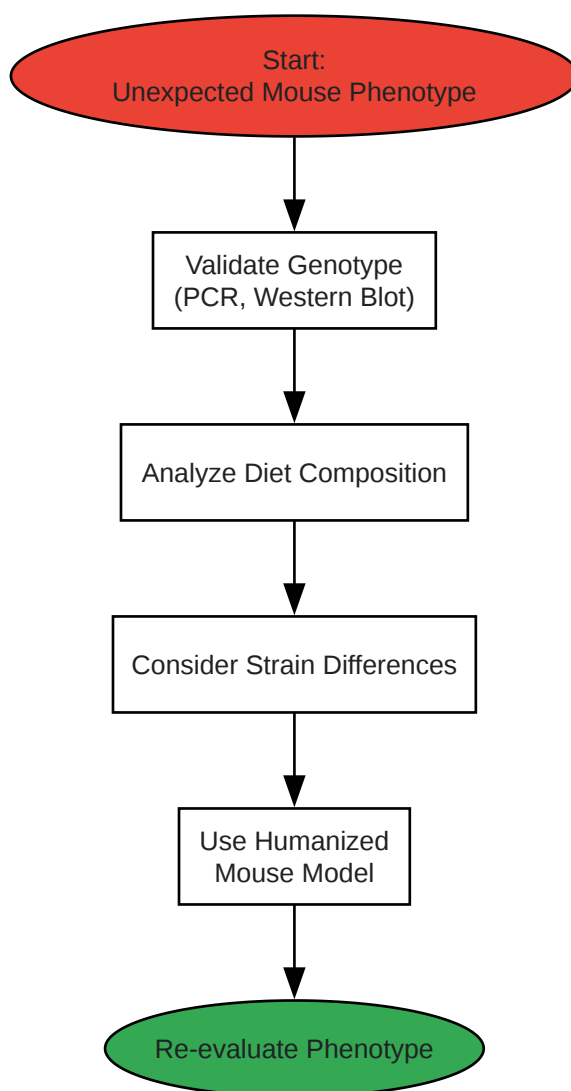 Start:
Unexpected Mouse Phenotype
Validate Genotype
(PCR, Western Blot)
Analyze Diet Composition
Consider Strain Differences
Use Humanized
Mouse Model
Re-evaluate Phenotype